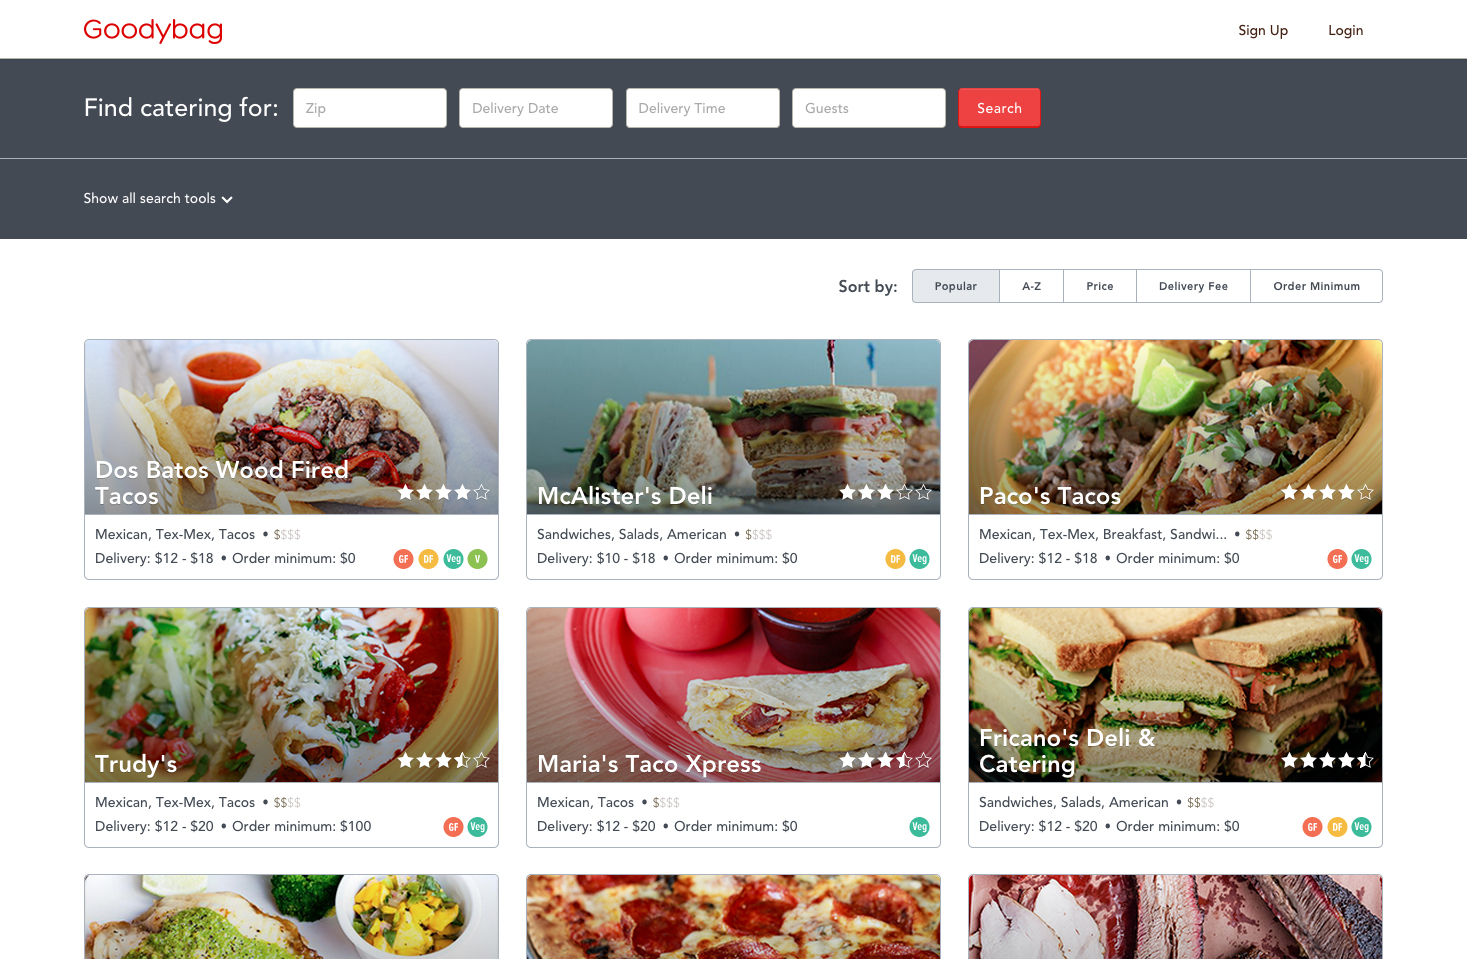 Goodybag
Sign Up
Login
Find catering for:
Zip
Delivery Date
Delivery Time
Guests
Search
Show all search tools
Sort by:
Popular
A-Z
Price
Delivery Fee
Order Minimum
Dos Batos Wood Fired
Tacos
Mexican, Tex-Mex, Tacos • $$$$
Delivery: $12 - $18 • Order minimum: $0
GF DF Veg V
McAlister's Deli
Sandwiches, Salads, American • $$$$
Delivery: $10 - $18 • Order minimum: $0
DF Veg
Paco's Tacos
Mexican, Tex-Mex, Breakfast, Sandwi... • $$$$
Delivery: $12 - $18 • Order minimum: $0
GF Veg
Trudy's
Mexican, Tex-Mex, Tacos • $$$$
Delivery: $12 - $20 • Order minimum: $100
GF Veg
Maria's Taco Xpress
Mexican, Tacos • $$$$
Delivery: $12 - $20 • Order minimum: $0
Veg
Fricano's Deli &
Catering
Sandwiches, Salads, American • $$$$
Delivery: $12 - $20 • Order minimum: $0
GF DF Veg